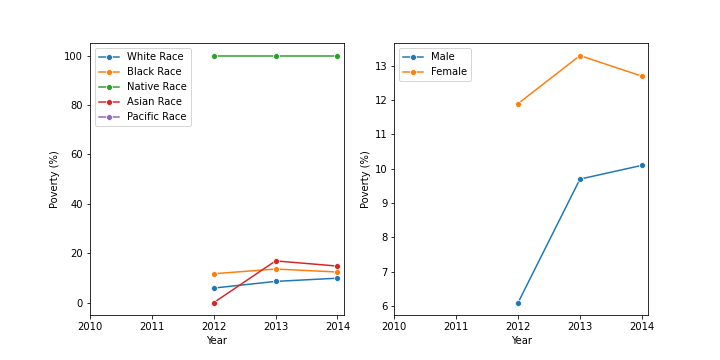 White Race
Black Race
Native Race
Asian Race
Pacific Race
100
80
60
40
20
0
Poverty (%)
2010 2011 2012 2013 2014
Year
Male
Female
13
12
11
10
9
8
7
6
Poverty (%)
2010 2011 2012 2013 2014
Year